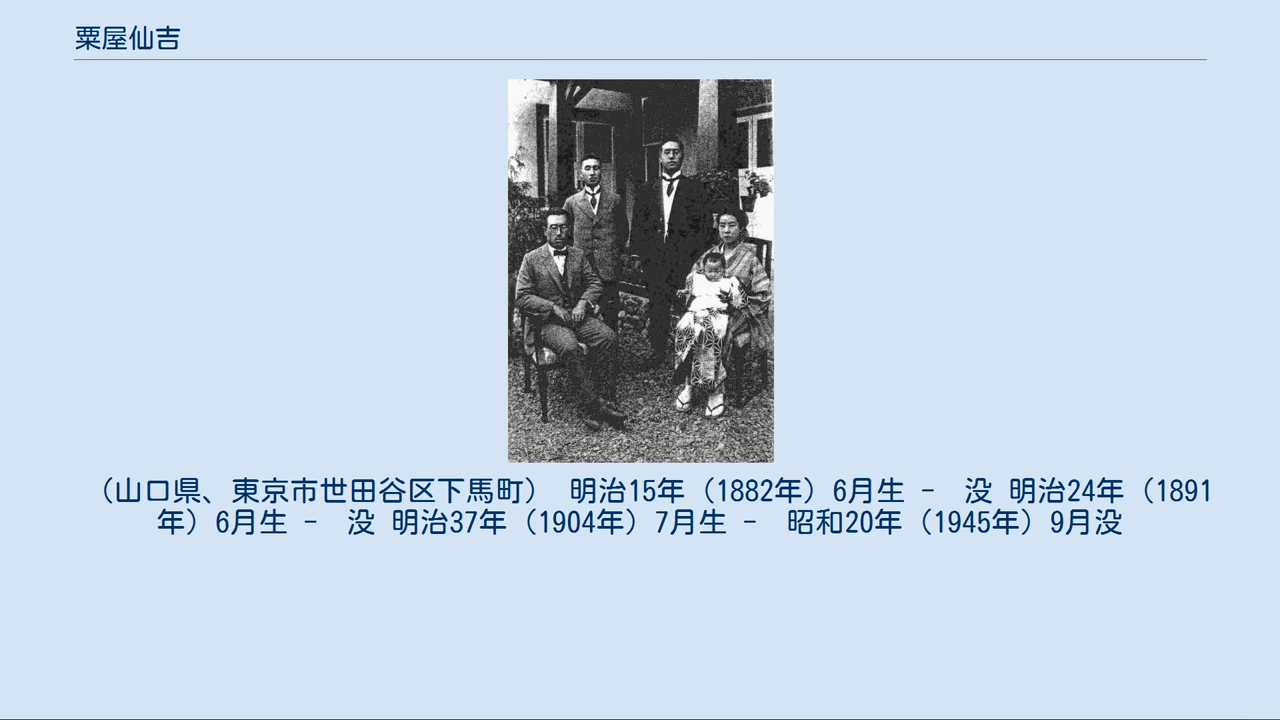 粟屋仙吉
（山口県、東京市世田谷区下馬町）　明治15年（1882年）6月生 -　没 明治24年（1891
年）6月生 -　没 明治37年（1904年）7月生 -　昭和20年（1945年）9月没